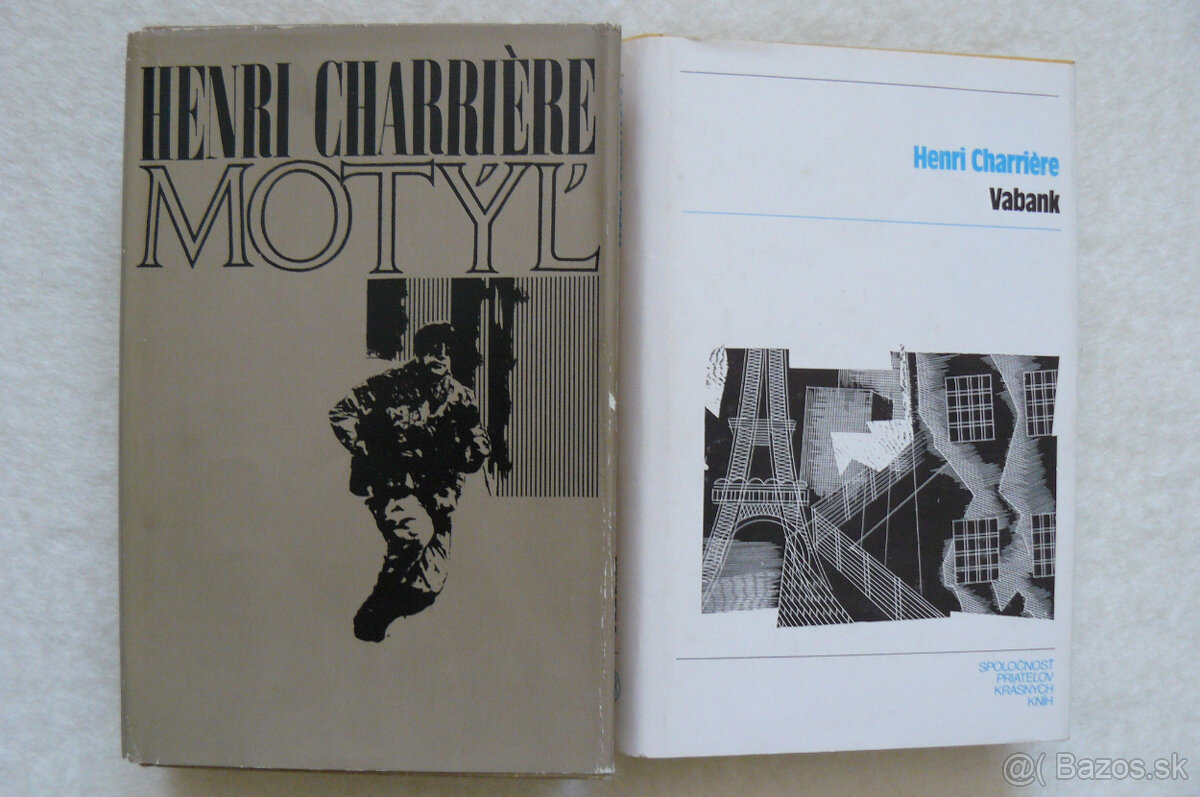 HENRI CHARRIÈRE
MOTÝĽ
Henri Charrière
Vabank
SPOLOČNOSŤ
PRIATEĽOV
KRÁSNYCH
KNÍH
@( Bazos.sk